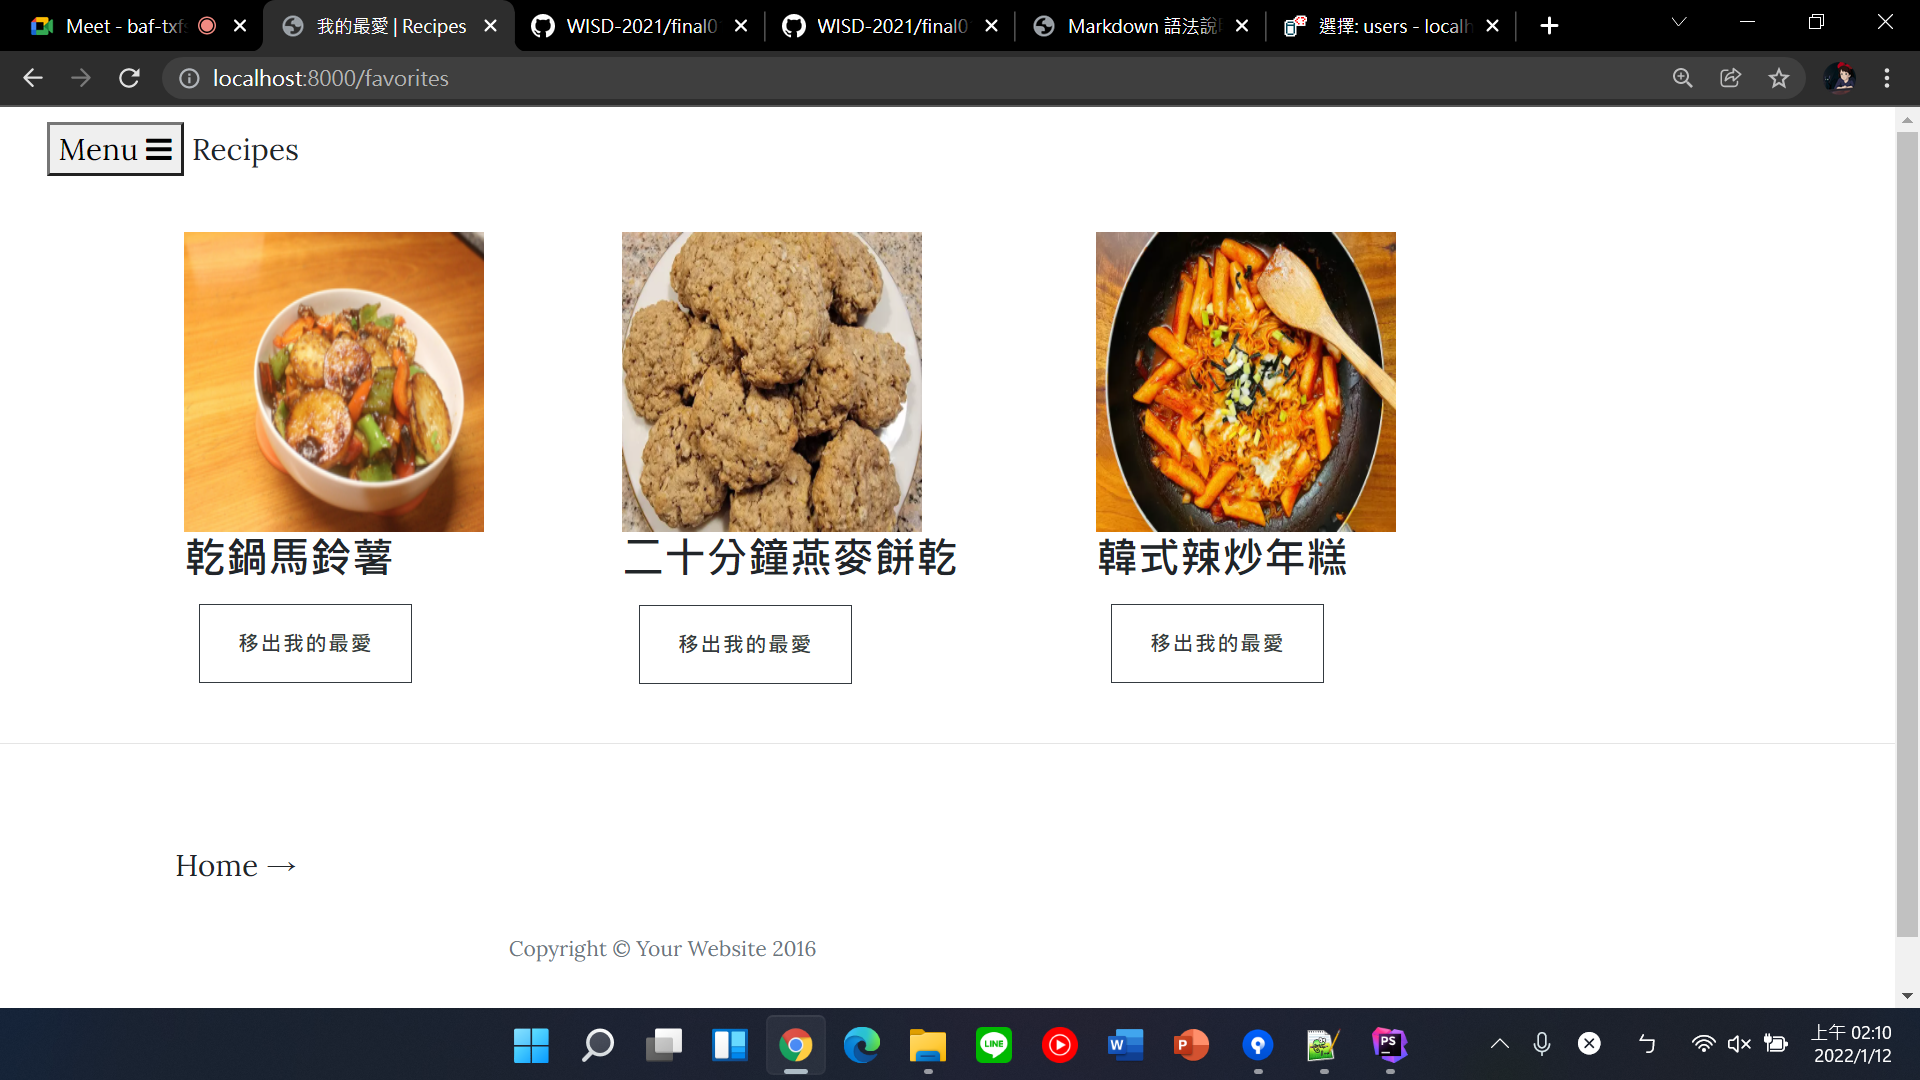 Meet - baf-txf
我的最愛 | Recipes
WISD-2021/final0
WISD-2021/final0
Markdown 語法說
選擇: users - localh
localhost:8000/favorites
Menu
Recipes
乾鍋馬鈴薯
二十分鐘燕麥餅乾
韓式辣炒年糕
移出我的最愛
移出我的最愛
移出我的最愛
Home →
Copyright © Your Website 2016
LINE
W
P
PS
ㄅ
上午 02:10
2022/1/12